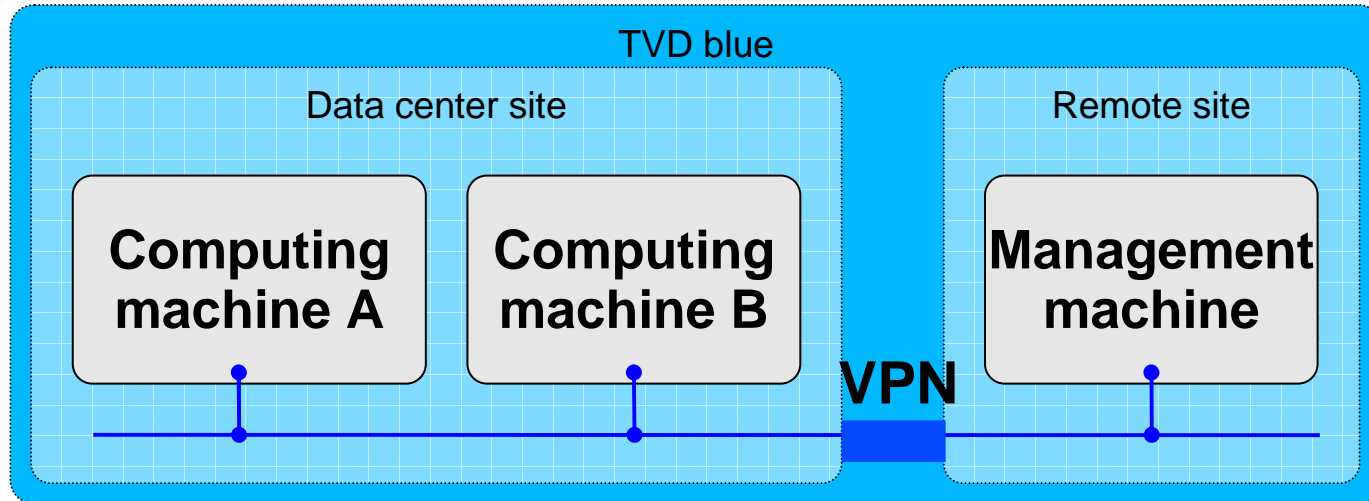 TVD blue
Data center site
Remote site
Computing
machine A
Computing
machine B
Management
machine
VPN